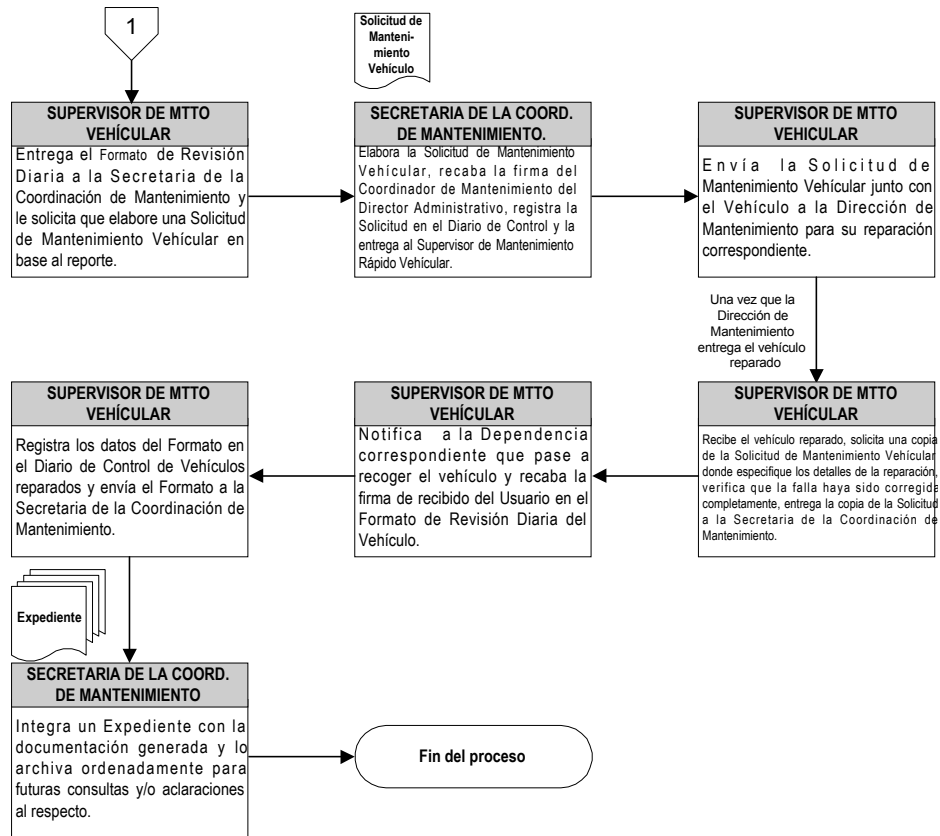 1
Solicitud de
Manteni-
miento
Vehículo
SUPERVISOR DE MTTO
VEHÍCULAR
Entrega el Formato de Revisión
Diaria a la Secretaria de la
Coordinación de Mantenimiento y
le solicita que elabore una Solicitud
de Mantenimiento Vehícular en
base al reporte.
SECRETARIA DE LA COORD.
DE MANTENIMIENTO.
Elabora la Solicitud de Mantenimiento
Vehícular, recaba la firma del
Coordinador de Mantenimiento del
Director Administrativo, registra la
Solicitud en el Diario de Control y la
entrega al Supervisor de Mantenimiento
Rápido Vehícular.
SUPERVISOR DE MTTO
VEHICULAR
Envía la Solicitud de
Mantenimiento Vehicular junto con
el Vehículo a la Dirección de
Mantenimiento para su reparación
correspondiente.
Una vez que la
Dirección de
Mantenimiento
entrega el vehículo
reparado
SUPERVISOR DE MTTO
VEHÍCULAR
Recibe el vehículo reparado, solicita una copia
de la Solicitud de Mantenimiento Vehicular
donde especifique los detalles de la reparación,
verifica que la falla haya sido corregida
completamente, entrega la copia de la Solicitud
a la Secretaria de la Coordinación de
Mantenimiento.
SUPERVISOR DE MTTO
VEHÍCULAR
Notifica a la Dependencia
correspondiente que pase a
recoger el vehículo y recaba la
firma de recibido del Usuario en el
Formato de Revisión Diaria del
Vehículo.
SUPERVISOR DE MTTO
VEHÍCULAR
Registra los datos del Formato en
el Diario de Control de Vehículos
reparados y envía el Formato a la
Secretaria de la Coordinación de
Mantenimiento.
Expediente
SECRETARIA DE LA COORD.
DE MANTENIMIENTO
Integra un Expediente con la
documentación generada y lo
archiva ordenadamente para
futuras consultas y/o aclaraciones
al respecto.
Fin del proceso